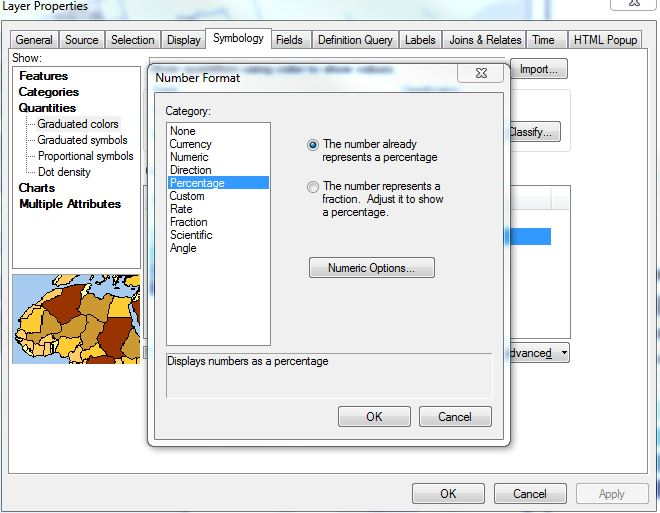 Layer Properties
General Source Selection Display Symbology Fields Definition Query Labels Joins & Relates Time HTML Popup
Show:
Features
Categories
Quantities
Graduated colors
Graduated symbols
Proportional symbols
Dot density
Charts
Multiple Attributes
Import...
Classify...
Number Format
Category:
None
Currency
Numeric
Direction
Percentage
Custom
Rate
Fraction
Scientific
Angle
The number already
represents a percentage
The number represents a
fraction. Adjust it to show
a percentage.
Numeric Options...
Displays numbers as a percentage
OK Cancel
dvanced
OK Cancel Apply